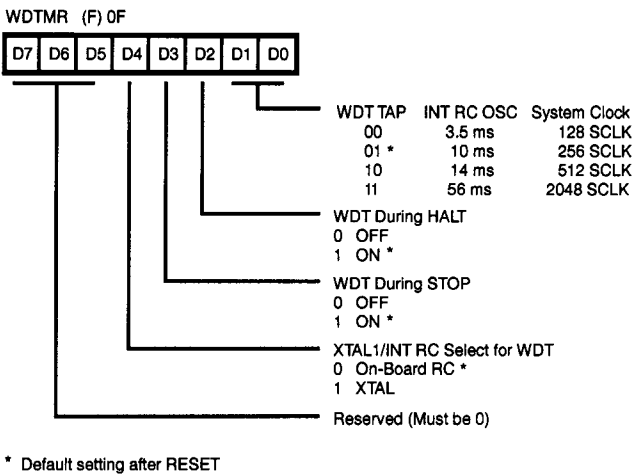 WDTMR (F) 0F
D7 D6 D5 D4 D3 D2 D1 D0
WDT TAP INT RC OSC System Clock
00 3.5 ms 128 SCLK
01 * 10 ms 256 SCLK
10 14 ms 512 SCLK
11 56 ms 2048 SCLK
WDT During HALT
0 OFF
1 ON *
WDT During STOP
0 OFF
1 ON *
XTAL1/INT RC Select for WDT
0 On-Board RC *
1 XTAL
Reserved (Must be 0)
* Default setting after RESET